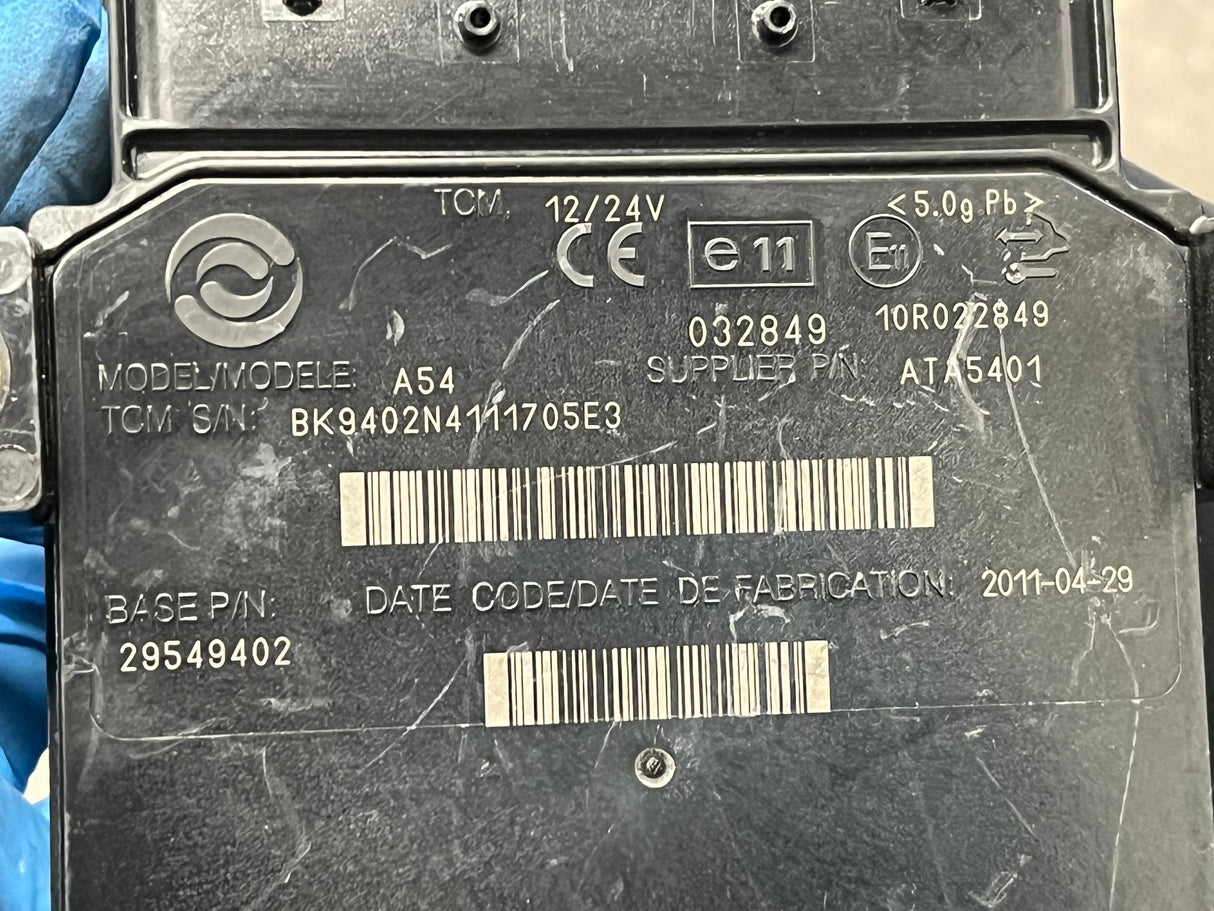 TCM, 12/24V <5.0g Pb>
CE e11 E11
032849 10R022849
MODEL/MODELE: A54 SUPPLIER P/N: ATA5401
TCM S/N: BK9402N4111705E3
BASE P/N: DATE CODE/DATE DE FABRICATION: 2011-04-29
29549402